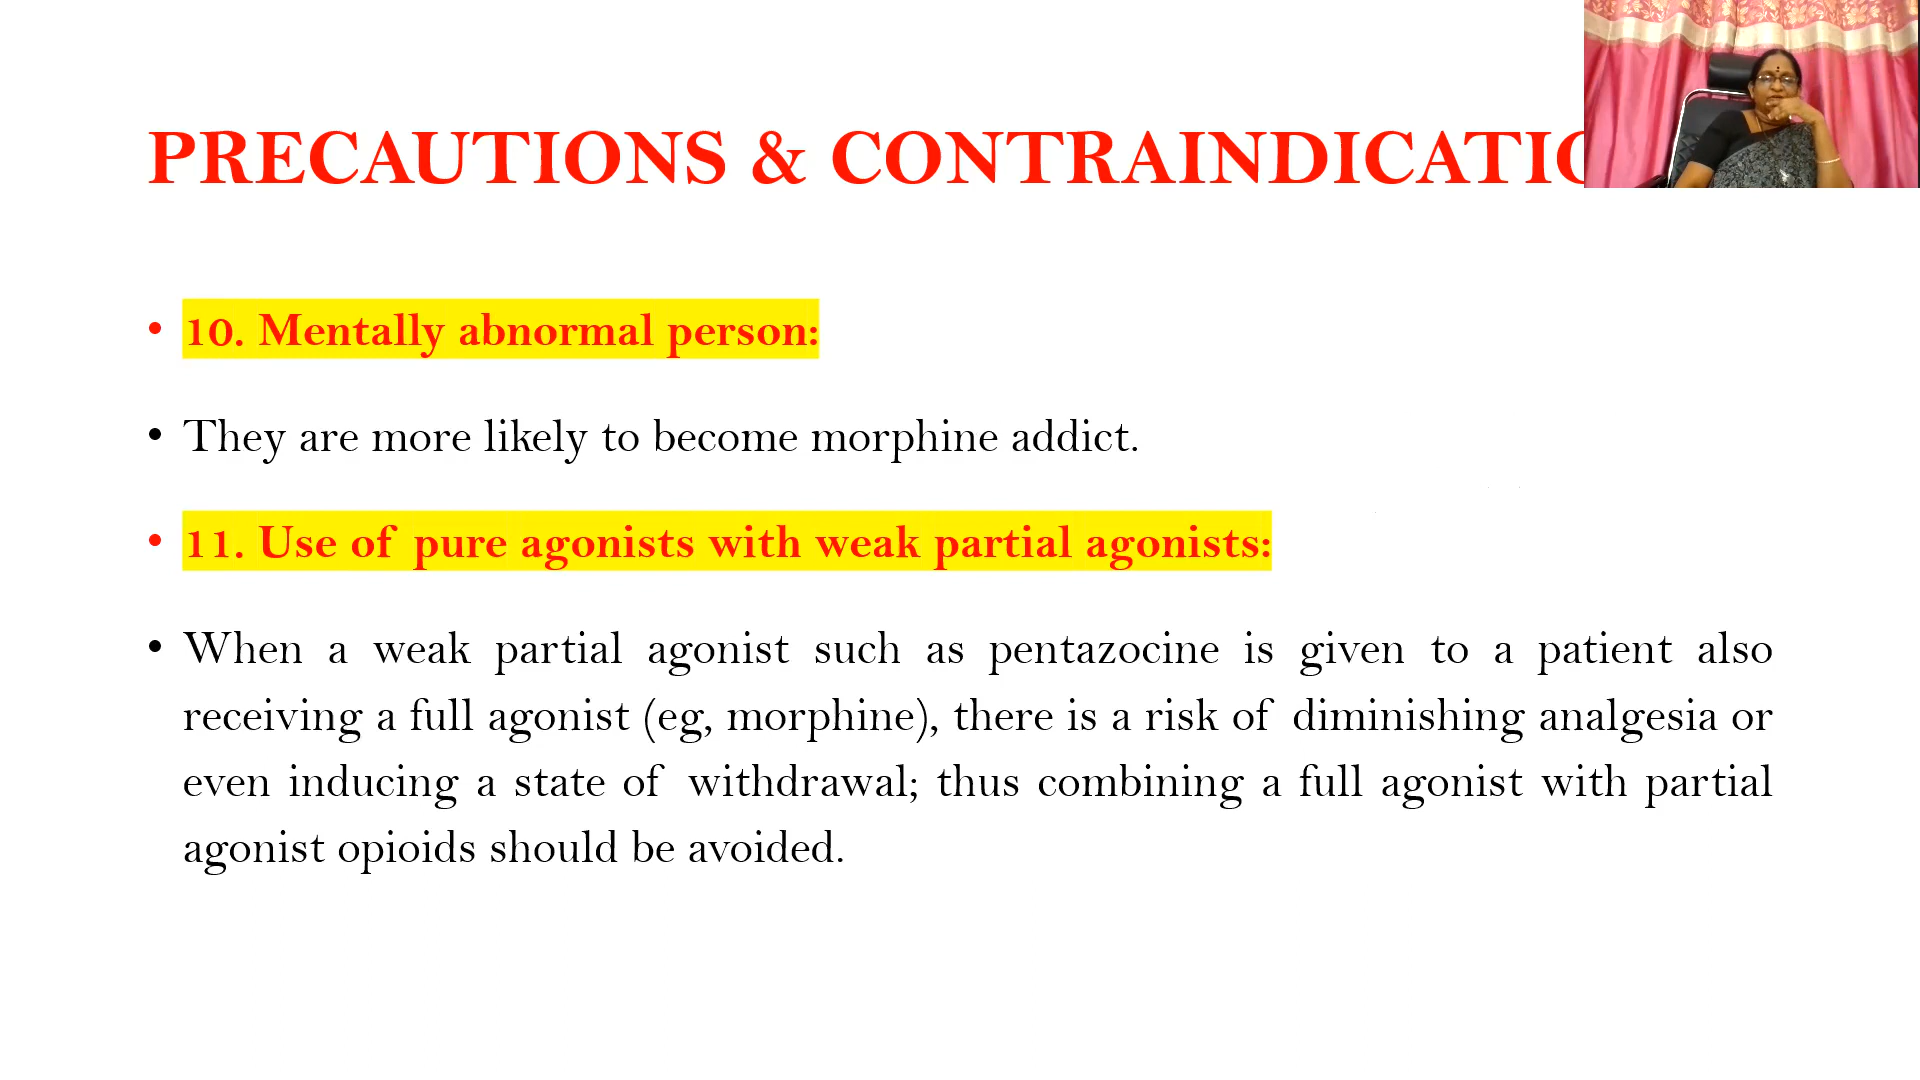 PRECAUTIONS & CONTRAINDICATIO
• 10. Mentally abnormal person:
• They are more likely to become morphine addict.
• 11. Use of pure agonists with weak partial agonists:
• When a weak partial agonist such as pentazocine is given to a patient also
receiving a full agonist (eg, morphine), there is a risk of diminishing analgesia or
even inducing a state of withdrawal; thus combining a full agonist with partial
agonist opioids should be avoided.